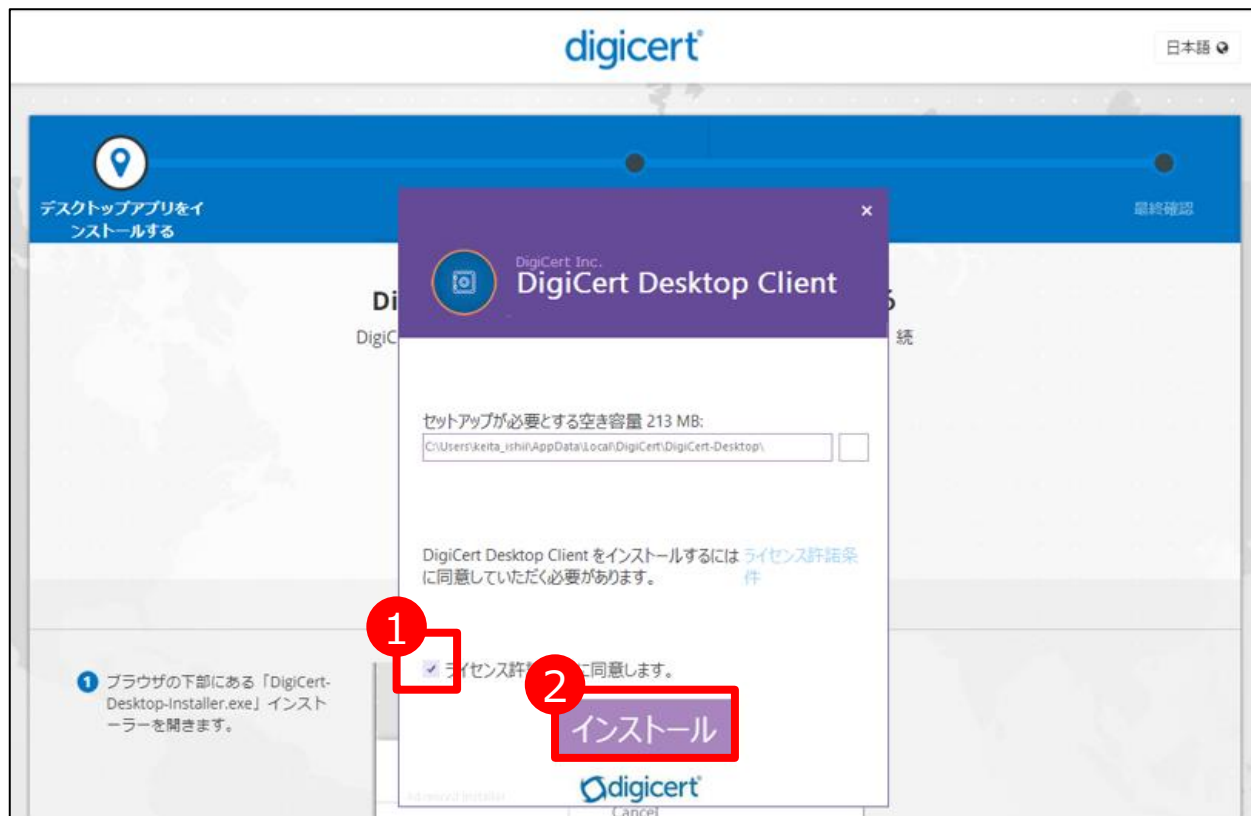 digicert
日本語
デスクトップアプリをイ
ンストールする
最終確認
DigiCert Inc.
DigiCert Desktop Client
Di
る
DigiC
続
セットアップが必要とする空き容量 213 MB:
C:\Users\keita_ishii\AppData\Local\DigiCert\DigiCert-Desktop\
DigiCert Desktop Client をインストールするには ライセンス許諾条
に同意していただく必要があります。 件
1
ライセンス許 に同意します。
2
インストール
1 ブラウザの下部にある「DigiCert-
Desktop-Installer.exe」インスト
ーラーを開きます。
digicert
Advanced Installer
Cancel